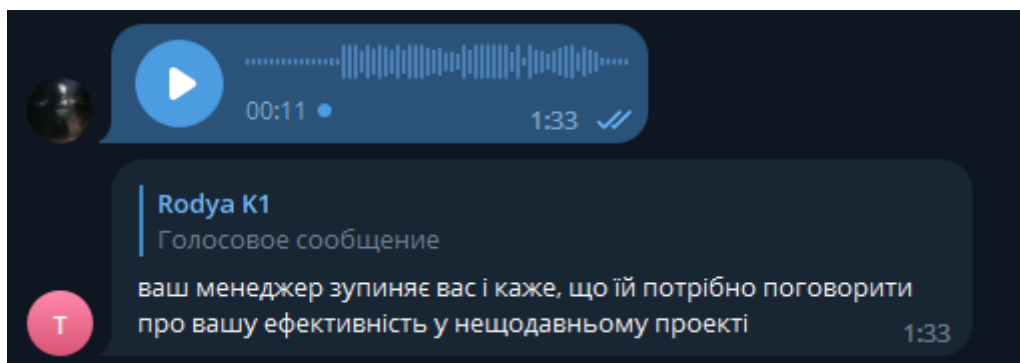 00:11
1:33
Rodya K1
Голосовое сообщение
ваш менеджер зупиняє вас і каже, що їй потрібно поговорити
про вашу ефективність у нещодавньому проекті
1:33
T